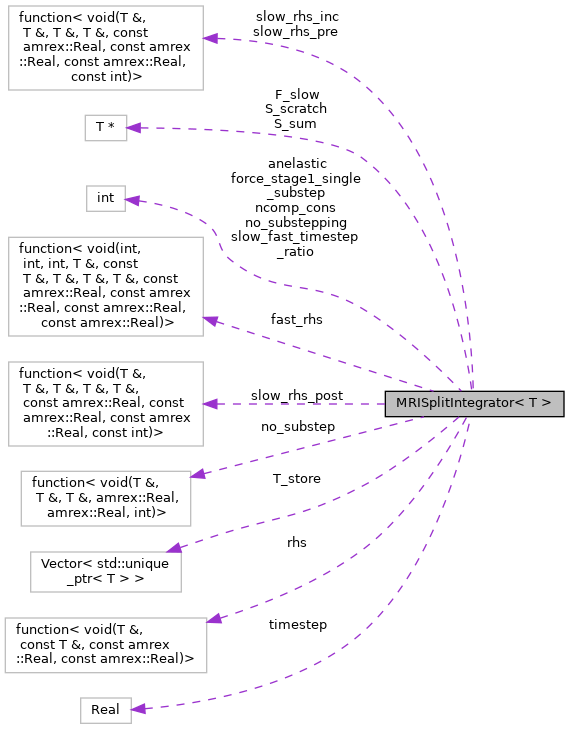 function< void(T &,
T &, T &, T &, const
amrex::Real, const amrex
::Real, const amrex::Real,
const int)>
slow_rhs_inc
slow_rhs_pre
T *
F_slow
S_scratch
S_sum
int
anelastic
force_stage1_single
_substep
ncomp_cons
no_substepping
slow_fast_timestep
_ratio
function< void(int,
int, int, T &, const
T &, T &, T &, T &, const
amrex::Real, const amrex
::Real, const amrex::Real,
const amrex::Real)>
fast_rhs
function< void(T &,
T &, T &, T &, T &,
const amrex::Real, const
amrex::Real, const amrex
::Real, const int)>
slow_rhs_post
MRISplitIntegrator< T >
no_substep
function< void(T &,
T &, T &, amrex::Real,
amrex::Real, int)>
T_store
Vector< std::unique
_ptr< T > >
rhs
function< void(T &,
const T &, const amrex
::Real, const amrex::Real)>
timestep
Real